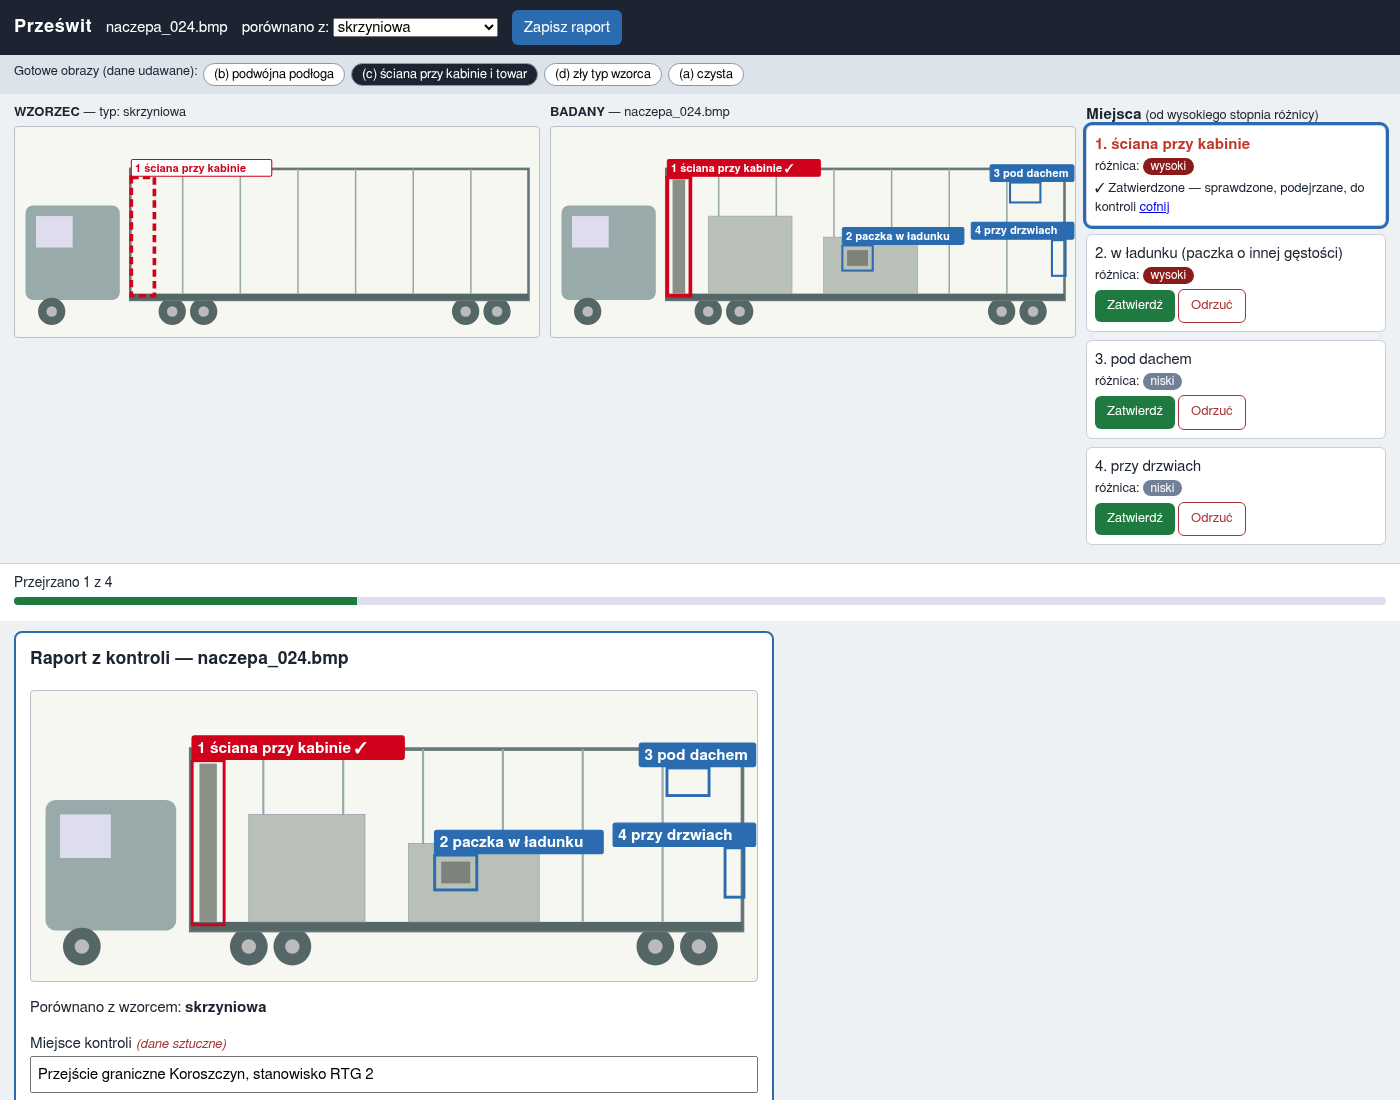 Prześwit naczepa_024.bmp porównano z: skrzyniowa Zapisz raport
Gotowe obrazy (dane udawane): (b) podwójna podłoga (c) ściana przy kabinie i towar (d) zły typ wzorca (a) czysta
WZORZEC — typ: skrzyniowa
1 ściana przy kabinie
BADANY — naczepa_024.bmp
1 ściana przy kabinie ✓
3 pod dachem
2 paczka w ładunku
4 przy drzwiach
Miejsca (od wysokiego stopnia różnicy)
1. ściana przy kabinie
różnica: wysoki
✓ Zatwierdzone — sprawdzone, podejrzane, do
kontroli cofnij
2. w ładunku (paczka o innej gęstości)
różnica: wysoki
Zatwierdź Odrzuć
3. pod dachem
różnica: niski
Zatwierdź Odrzuć
4. przy drzwiach
różnica: niski
Zatwierdź Odrzuć
Przejrzano 1 z 4
Raport z kontroli — naczepa_024.bmp
1 ściana przy kabinie ✓
3 pod dachem
2 paczka w ładunku
4 przy drzwiach
Porównano z wzorcem: skrzyniowa
Miejsce kontroli (dane sztuczne)
Przejście graniczne Koroszczyn, stanowisko RTG 2